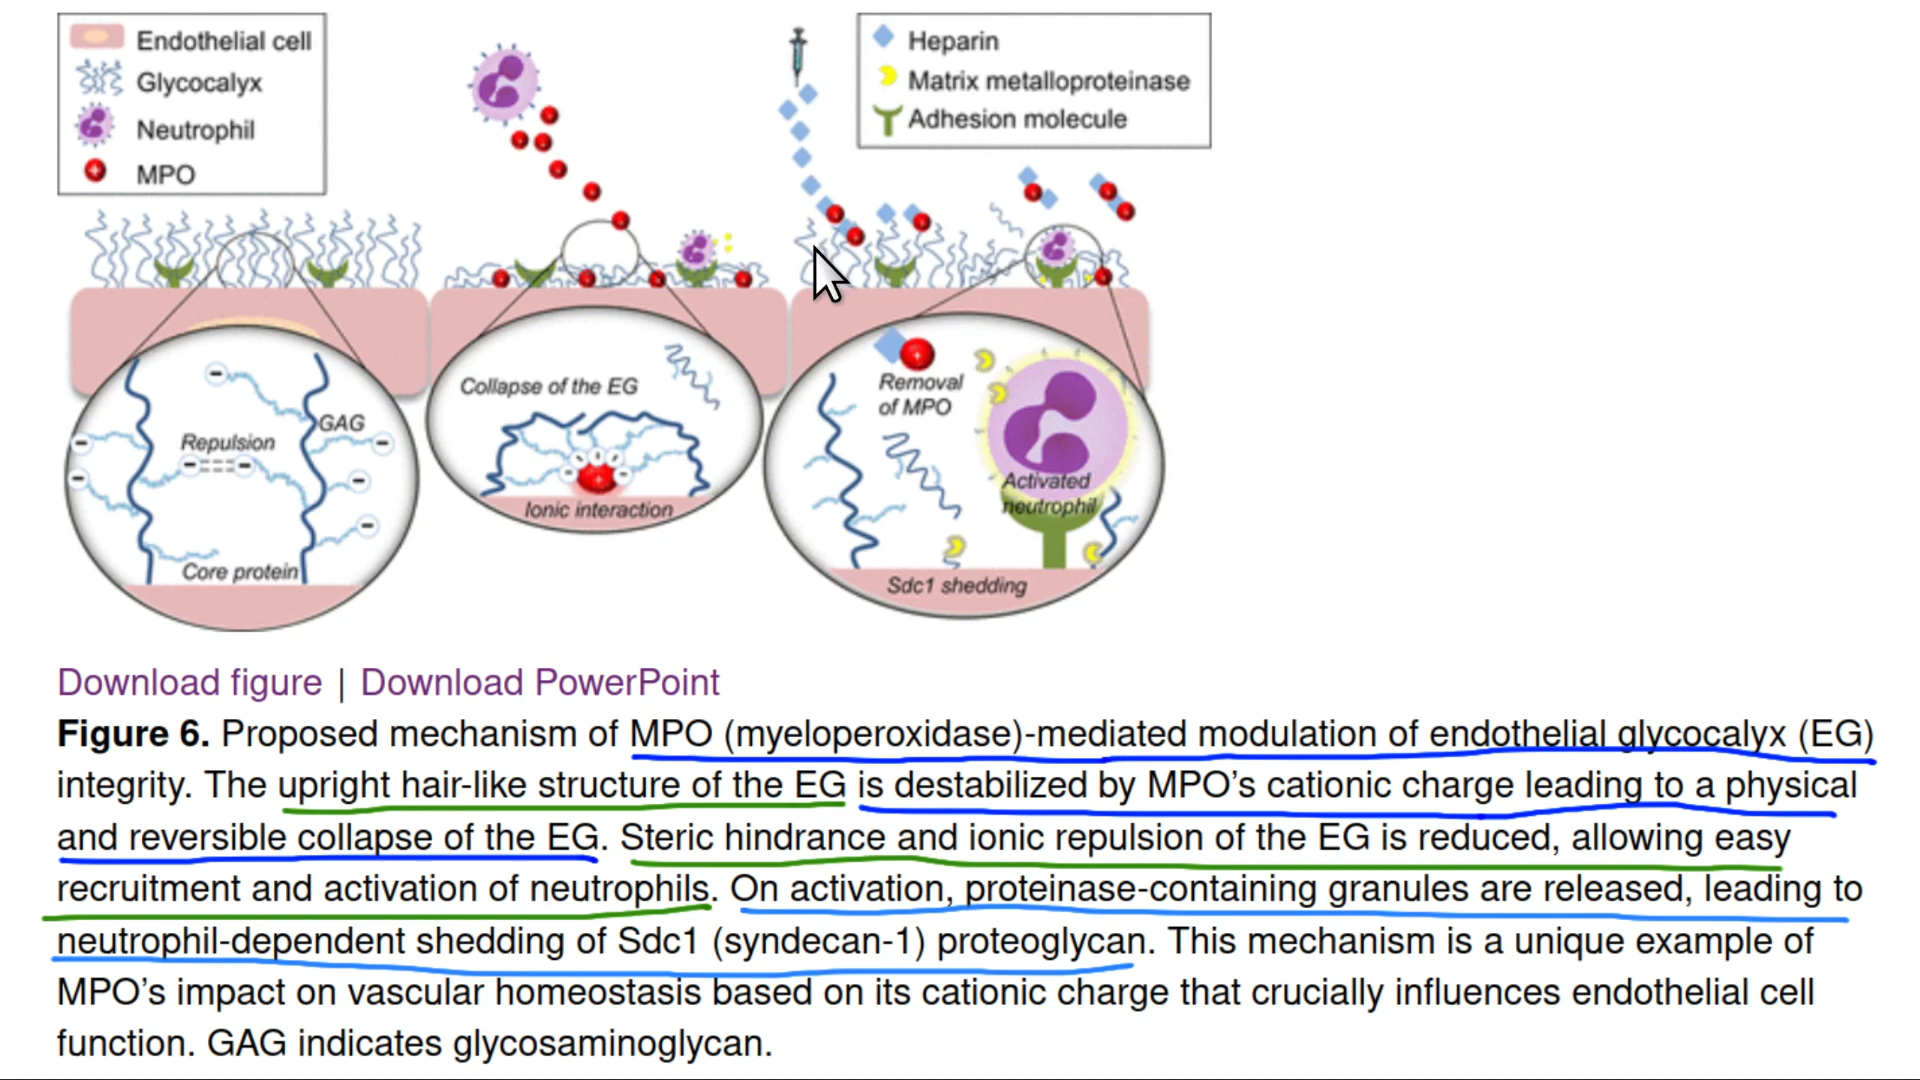 Endothelial cell
Glycocalyx
Neutrophil
MPO
Heparin
Matrix metalloproteinase
Adhesion molecule
GAG
Repulsion
Core protein
Collapse of the EG
Ionic interaction
Removal
of MPO
Activated
neutrophil
Sdc1 shedding
Download figure | Download PowerPoint
Figure 6. Proposed mechanism of MPO (myeloperoxidase)-mediated modulation of endothelial glycocalyx (EG)
integrity. The upright hair-like structure of the EG is destabilized by MPO’s cationic charge leading to a physical
and reversible collapse of the EG. Steric hindrance and ionic repulsion of the EG is reduced, allowing easy
recruitment and activation of neutrophils. On activation, proteinase-containing granules are released, leading to
neutrophil-dependent shedding of Sdc1 (syndecan-1) proteoglycan. This mechanism is a unique example of
MPO’s impact on vascular homeostasis based on its cationic charge that crucially influences endothelial cell
function. GAG indicates glycosaminoglycan.